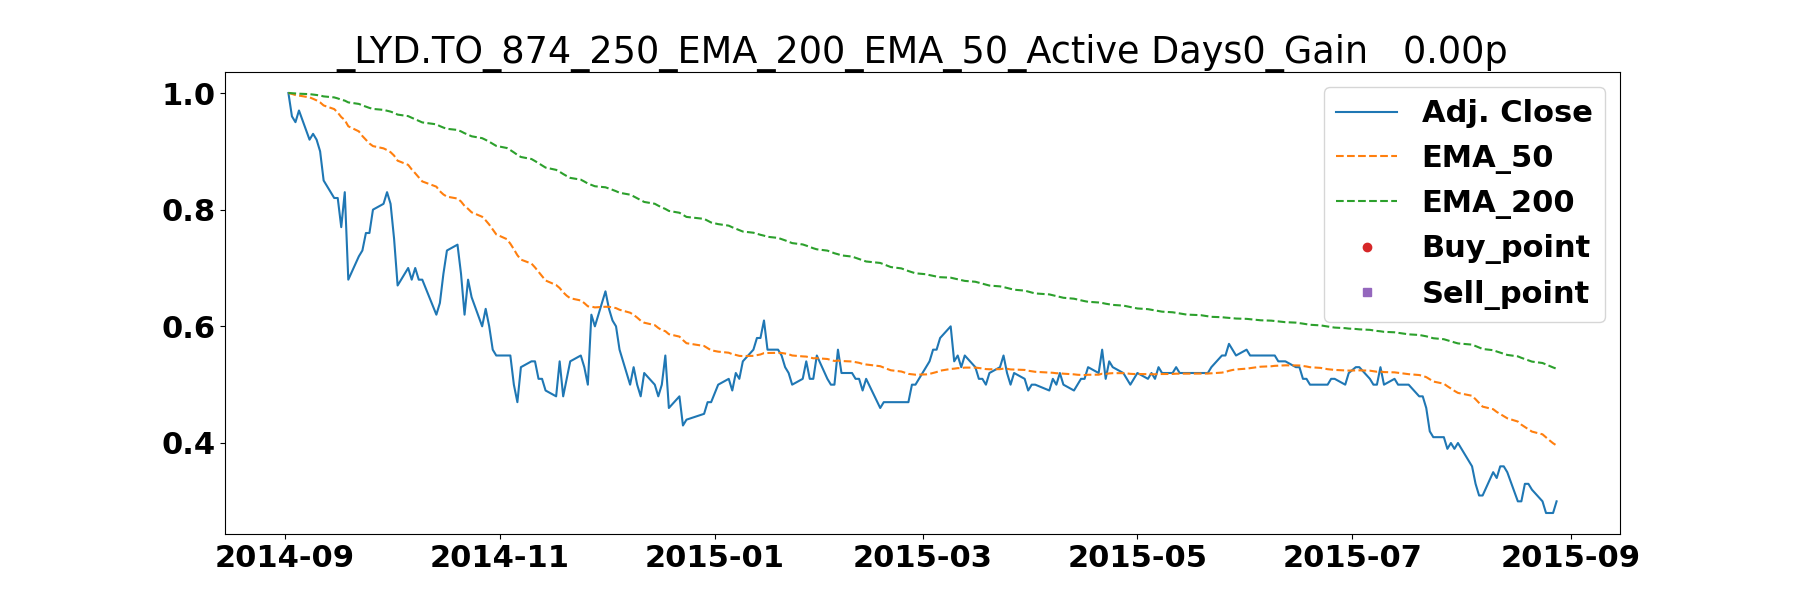 _LYD.TO_874_250_EMA_200_EMA_50_Active Days0_Gain   0.00p
1.0
0.8
0.6
0.4
Adj. Close
EMA_50
EMA_200
Buy_point
Sell_point
2014-09 2014-11 2015-01 2015-03 2015-05 2015-07 2015-09